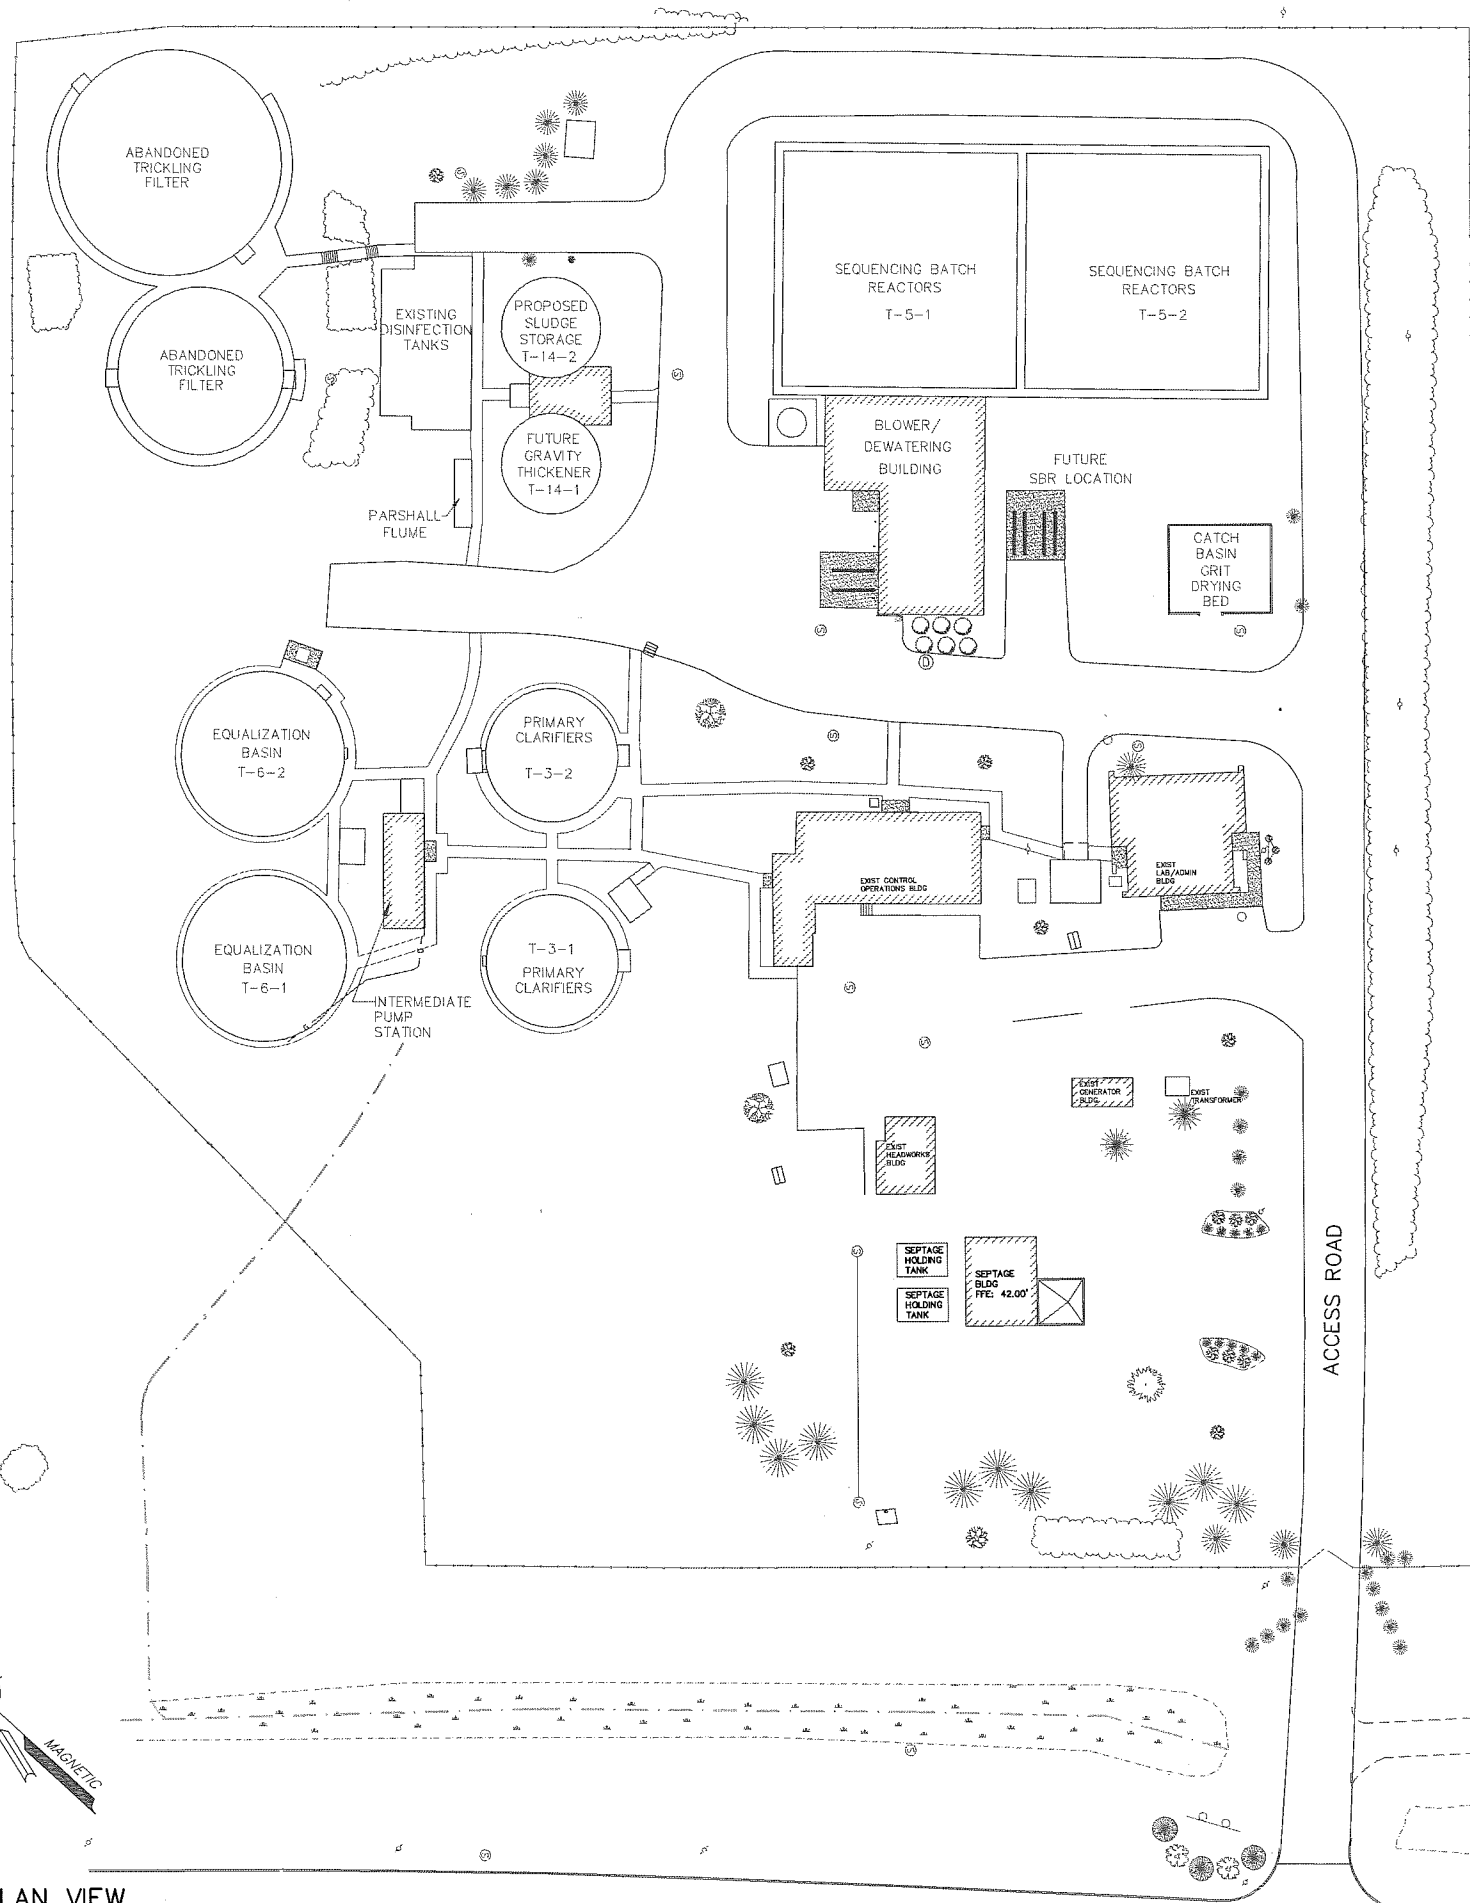 ABANDONED
TRICKLING
FILTER
ABANDONED
TRICKLING
FILTER
EXISTING
DISINFECTION
TANKS
PROPOSED
SLUDGE
STORAGE
T-14-2
FUTURE
GRAVITY
THICKENER
T-14-1
PARSHALL
FLUME
SEQUENCING BATCH
REACTORS
T-5-1
SEQUENCING BATCH
REACTORS
T-5-2
BLOWER/
DEWATERING
BUILDING
FUTURE
SBR LOCATION
CATCH
BASIN
GRIT
DRYING
BED
D
EQUALIZATION
BASIN
T-6-2
PRIMARY
CLARIFIERS
T-3-2
EXIST CONTROL
OPERATIONS BLDG
EXIST
LAB/ADMIN
BLDG
EQUALIZATION
BASIN
T-6-1
T-3-1
PRIMARY
CLARIFIERS
INTERMEDIATE
PUMP
STATION
EXIST
GENERATOR
BLDG
EXIST
TRANSFORMER
EXIST
HEADWORKS
BLDG
SEPTAGE
HOLDING
TANK
SEPTAGE
HOLDING
TANK
SEPTAGE
BLDG
FFE: 42.00'
ACCESS ROAD
MAGNETIC
LAN VIEW